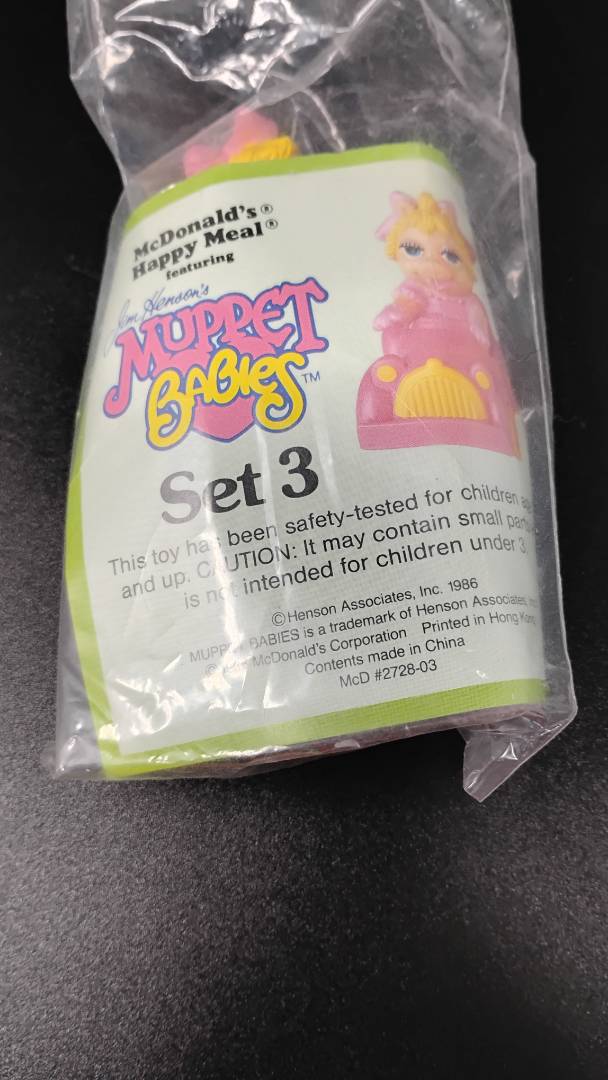 McDonald's®
Happy Meal®
featuring
Jim Henson's
MUPPET
BABIES™
Set 3
This toy has been safety-tested for children
and up. CAUTION: It may contain small
is not intended for children under 3.
© Henson Associates, Inc. 1986
MUPPET BABIES is a trademark of Henson Associates,
McDonald's Corporation Printed in Hong Kong
Contents made in China
McD #2728-03